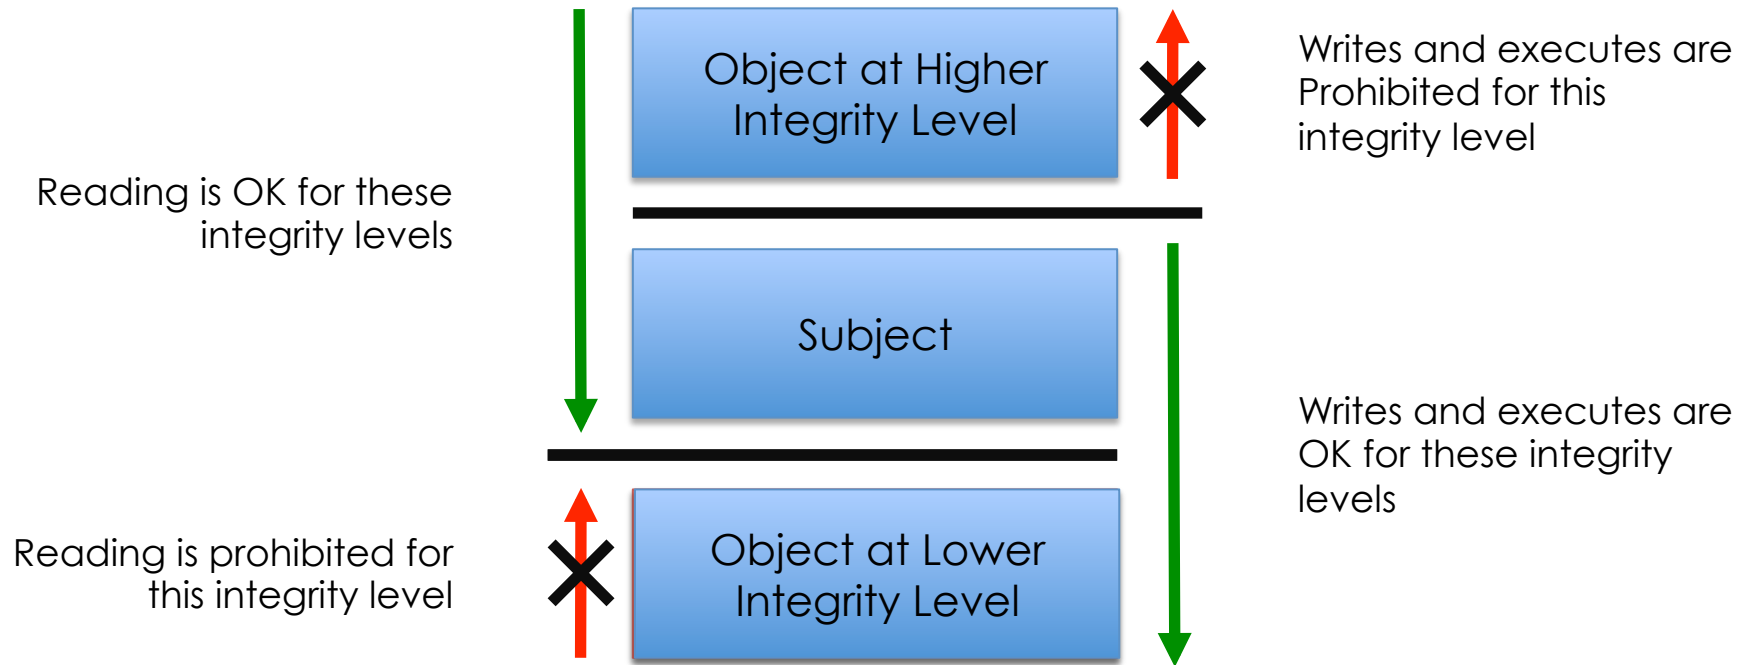 Object at Higher
Integrity Level
Writes and executes are
Prohibited for this
integrity level
Reading is OK for these
integrity levels
Subject
Writes and executes are
OK for these integrity
levels
Reading is prohibited for
this integrity level
Object at Lower
Integrity Level